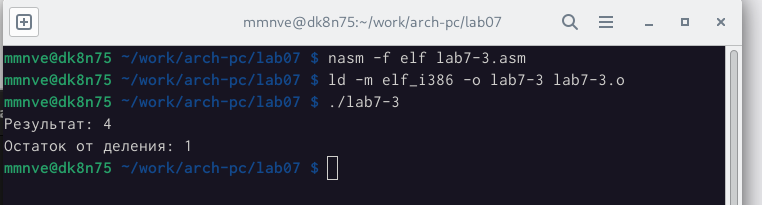 mmnve@dk8n75:~/work/arch-pc/lab07
mmnve@dk8n75 ~/work/arch-pc/lab07 $ nasm -f elf lab7-3.asm
mmnve@dk8n75 ~/work/arch-pc/lab07 $ ld -m elf_i386 -o lab7-3 lab7-3.o
mmnve@dk8n75 ~/work/arch-pc/lab07 $ ./lab7-3
Результат: 4
Остаток от деления: 1
mmnve@dk8n75 ~/work/arch-pc/lab07 $